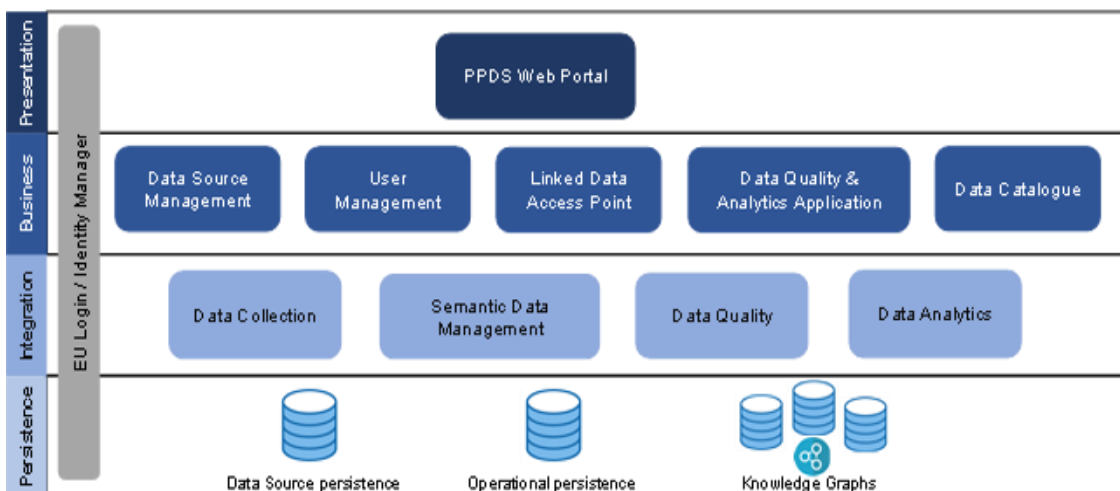 Presentation
PPDS Web Portal
EU Login / Identity Manager
Business
Data Source
Management
User
Management
Linked Data
Access Point
Data Quality &
Analytics Application
Data Catalogue
Integration
Data Collection
Semantic Data
Management
Data Quality
Data Analytics
Persistence
Data Source persistence
Operational persistence
Knowledge Graphs